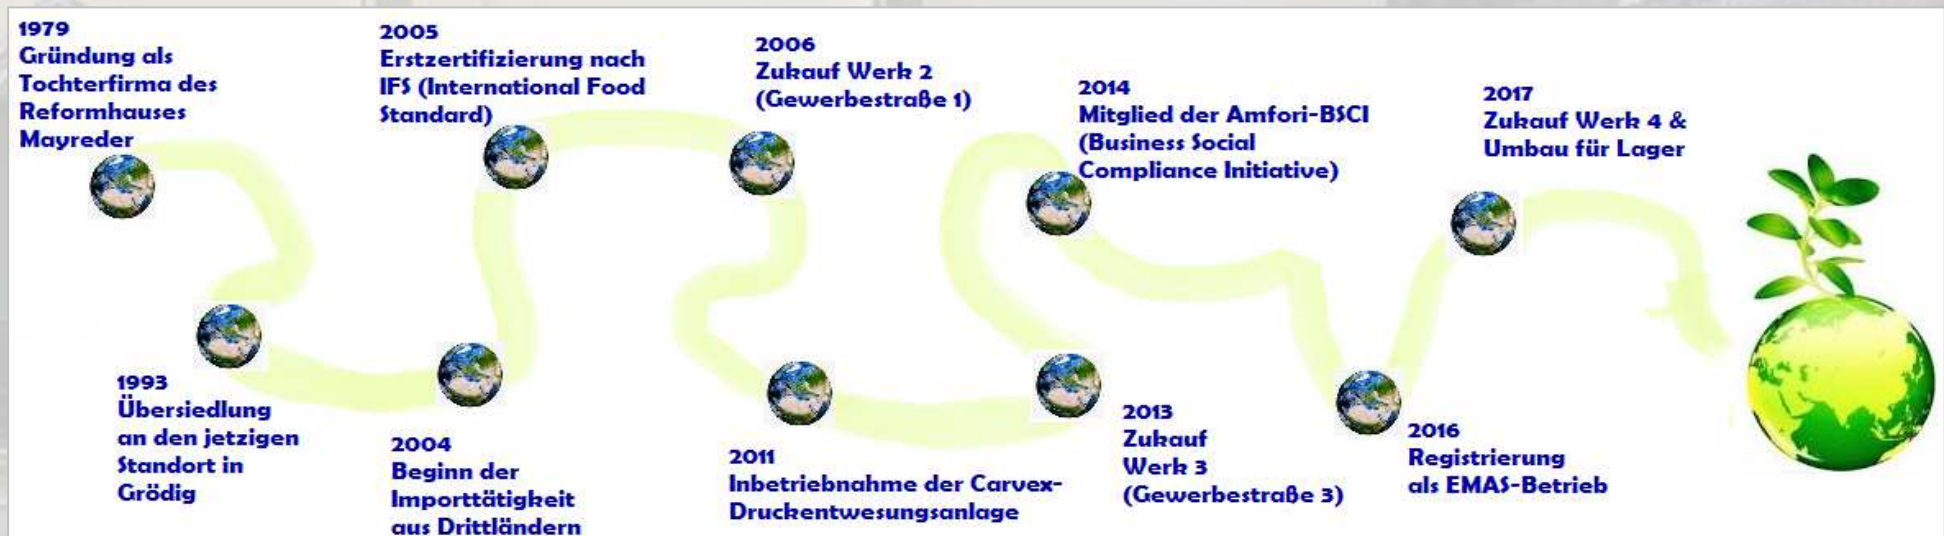 1979
Gründung als
Tochterfirma des
Reformhauses
Mayreder
1993
Übersiedlung
an den jetzigen
Standort in
Grödig
2004
Beginn der
Importtätigkeit
aus Drittländern
2005
Erstzertifizierung nach
IFS (International Food
Standard)
2006
Zukauf Werk 2
(Gewerbestraße 1)
2011
Inbetriebnahme der Carvex-
Druckentwesungsanlage
2013
Zukauf
Werk 3
(Gewerbestraße 3)
2014
Mitglied der Amfori-BSCI
(Business Social
Compliance Initiative)
2016
Registrierung
als EMAS-Betrieb
2017
Zukauf Werk 4 &
Umbau für Lager